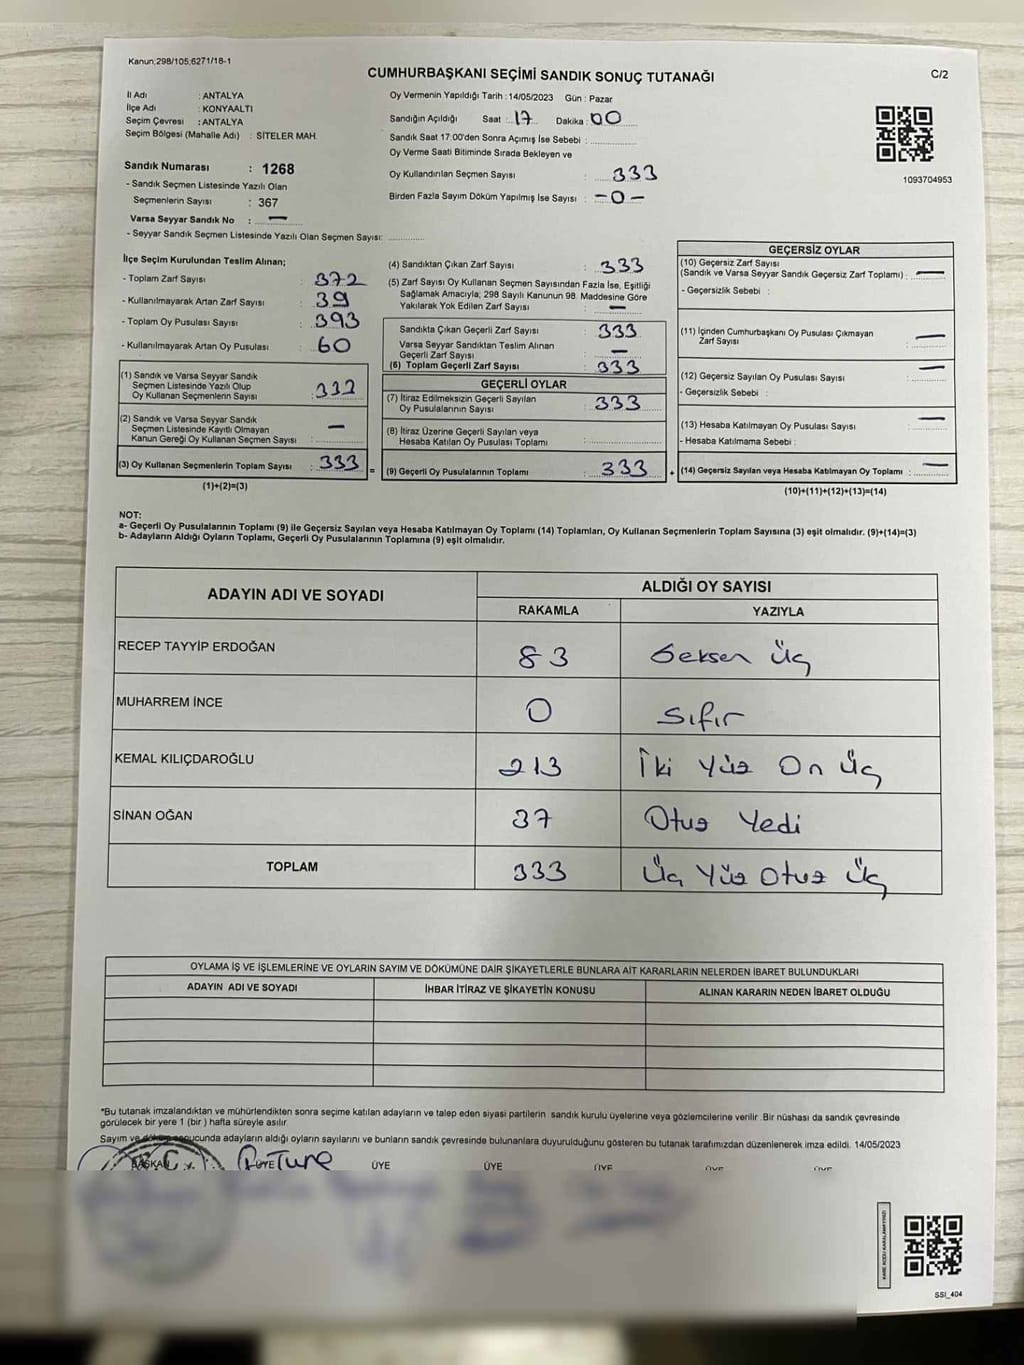 Kanun;298/105;6271/18-1
CUMHURBAŞKANI SEÇİMİ SANDIK SONUÇ TUTANAĞI
C/2
İl Adı : ANTALYA
İlçe Adı : KONYAALTI
Seçim Çevresi : ANTALYA
Seçim Bölgesi (Mahalle Adı) : SİTELER MAH.
Oy Vermenin Yapıldığı Tarih : 14/05/2023 Gün : Pazar
Sandığın Açıldığı Saat : 17 Dakika : 00
Sandık Saat 17:00'den Sonra Açımış İse Sebebi :
Oy Verme Saati Bitiminde Sırada Bekleyen ve
Oy Kullandırılan Seçmen Sayısı : 333
Birden Fazla Sayım Döküm Yapılmış İse Sayısı : -0-
1093704953
Sandık Numarası : 1268
- Sandık Seçmen Listesinde Yazılı Olan
Seçmenlerin Sayısı : 367
Varsa Seyyar Sandık No : —
- Seyyar Sandık Seçmen Listesinde Yazılı Olan Seçmen Sayısı:
İlçe Seçim Kurulundan Teslim Alınan;
- Toplam Zarf Sayısı : 372
- Kullanılmayarak Artan Zarf Sayısı : 39
- Toplam Oy Pusulası Sayısı : 393
- Kullanılmayarak Artan Oy Pusulası : 60
(1) Sandık ve Varsa Seyyar Sandık
Seçmen Listesinde Yazılı Olup
Oy Kullanan Seçmenlerin Sayısı : 333
(2) Sandık ve Varsa Seyyar Sandık
Seçmen Listesinde Kayıtlı Olmayan
Kanun Gereği Oy Kullanan Seçmen Sayısı : —
(3) Oy Kullanan Seçmenlerin Toplam Sayısı : 333 =
(1)+(2)=(3)
(4) Sandıktan Çıkan Zarf Sayısı : 333
(5) Zarf Sayısı Oy Kullanan Seçmen Sayısından Fazla İse, Eşitliği
Sağlamak Amacıyla; 298 Sayılı Kanunun 98. Maddesine Göre
Yakılarak Yok Edilen Zarf Sayısı : —
Sandıkta Çıkan Geçerli Zarf Sayısı : 333
Varsa Seyyar Sandıktan Teslim Alınan
Geçerli Zarf Sayısı : —
(6) Toplam Geçerli Zarf Sayısı : 333
GEÇERLİ OYLAR
(7) İtiraz Edilmeksizin Geçerli Sayılan
Oy Pusulalarının Sayısı : 333
(8) İtiraz Üzerine Geçerli Sayılan veya
Hesaba Katılan Oy Pusulası Toplamı :
(9) Geçerli Oy Pusulalarının Toplamı : 333 +
GEÇERSİZ OYLAR
(10) Geçersiz Zarf Sayısı
(Sandık ve Varsa Seyyar Sandık Geçersiz Zarf Toplamı) : —
- Geçersizlik Sebebi :
(11) İçinden Cumhurbaşkanı Oy Pusulası Çıkmayan
Zarf Sayısı : —
(12) Geçersiz Sayılan Oy Pusulası Sayısı : —
- Geçersizlik Sebebi :
(13) Hesaba Katılmayan Oy Pusulası Sayısı : —
- Hesaba Katılmama Sebebi :
(14) Geçersiz Sayılan veya Hesaba Katılmayan Oy Toplamı : —
(10)+(11)+(12)+(13)=(14)
NOT:
a- Geçerli Oy Pusulalarının Toplamı (9) ile Geçersiz Sayılan veya Hesaba Katılmayan Oy Toplamı (14) Toplamları, Oy Kullanan Seçmenlerin Toplam Sayısına (3) eşit olmalıdır. (9)+(14)=(3)
b- Adayların Aldığı Oyların Toplamı, Geçerli Oy Pusulalarının Toplamına (9) eşit olmalıdır.
ADAYIN ADI VE SOYADI
ALDIĞI OY SAYISI
RAKAMLA YAZIYLA
RECEP TAYYİP ERDOĞAN 83 Seksen Üç
MUHARREM İNCE 0 Sıfır
KEMAL KILIÇDAROĞLU 213 İki Yüz On Üç
SİNAN OĞAN 37 Otuz Yedi
TOPLAM 333 Üç Yüz Otuz Üç
OYLAMA İŞ VE İŞLEMLERİNE VE OYLARIN SAYIM VE DÖKÜMÜNE DAİR ŞİKAYETLERLE BUNLARA AİT KARARLARIN NELERDEN İBARET BULUNDUKLARI
ADAYIN ADI VE SOYADI İHBAR İTİRAZ VE ŞİKAYETİN KONUSU ALINAN KARARIN NEDEN İBARET OLDUĞU
*Bu tutanak imzalandıktan ve mühürlendikten sonra seçime katılan adayların ve talep eden siyasi partilerin sandık kurulu üyelerine veya gözlemcilerine verilir .Bir nüshası da sandık çevresinde
görülecek bir yere 1 (bir ) hafta süreyle asılır.
Sayım ve döküm sonucunda adayların aldığı oyların sayılarını ve bunların sandık çevresinde bulunanlara duyurulduğunu gösteren bu tutanak tarafımızdan düzenlenerek imza edildi. 14/05/2023
BAŞKAN ÜYE ÜYE ÜYE ÜYE ÜYE ÜYE
KARE KODU KARALAMAYINIZ!
SSI_404